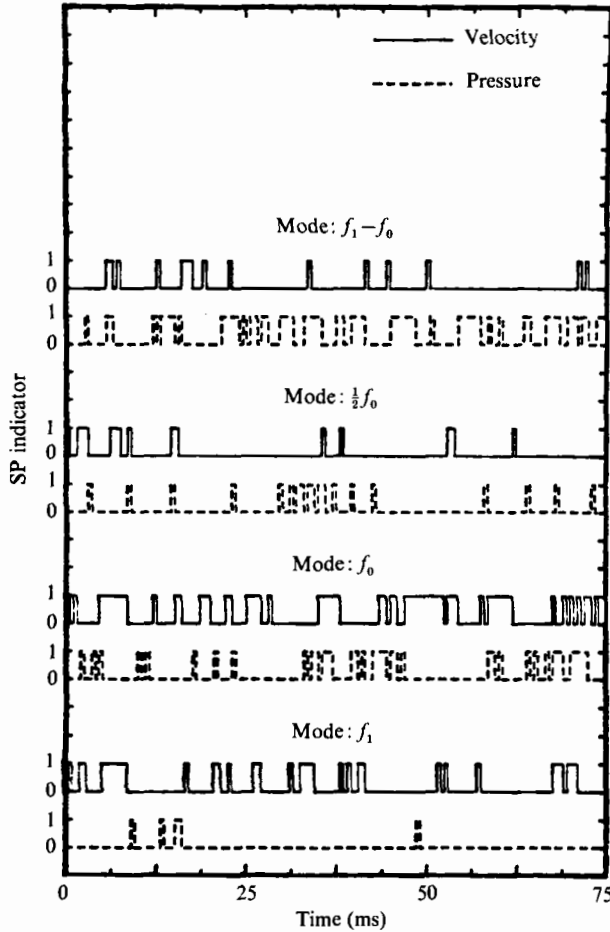 Velocity
Pressure
Mode: f₁−f₀
1
0
1
0
Mode: ½f₀
1
0
1
0
SP indicator
Mode: f₀
1
0
1
0
Mode: f₁
1
0
1
0
0 25 50 75
Time (ms)